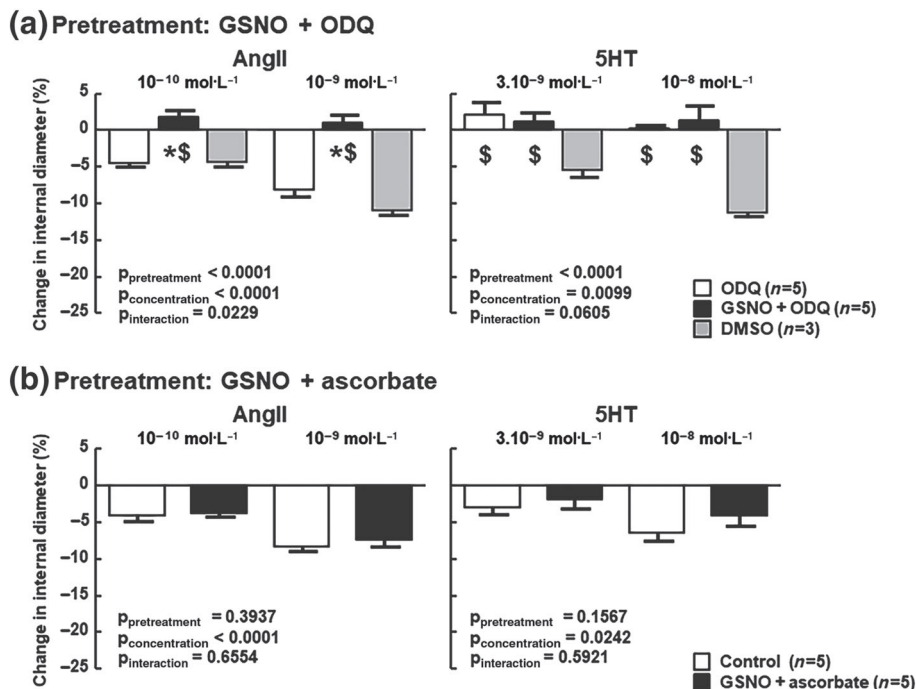 (a) Pretreatment: GSNO + ODQ
AngII
5HT
10⁻¹⁰ mol·L⁻¹
10⁻⁹ mol·L⁻¹
3.10⁻⁹ mol·L⁻¹
10⁻⁸ mol·L⁻¹
Change in internal diameter (%)
5
0
−5
−10
−15
−20
−25
*$
*$
$
$
$
$
p pretreatment < 0.0001
p concentration < 0.0001
p interaction = 0.0229
p pretreatment < 0.0001
p concentration = 0.0099
p interaction = 0.0605
ODQ (n=5)
GSNO + ODQ (n=5)
DMSO (n=3)
(b) Pretreatment: GSNO + ascorbate
AngII
5HT
10⁻¹⁰ mol·L⁻¹
10⁻⁹ mol·L⁻¹
3.10⁻⁹ mol·L⁻¹
10⁻⁸ mol·L⁻¹
Change in internal diameter (%)
5
0
−5
−10
−15
−20
−25
p pretreatment = 0.3937
p concentration < 0.0001
p interaction = 0.6554
p pretreatment = 0.1567
p concentration = 0.0242
p interaction = 0.5921
Control (n=5)
GSNO + ascorbate (n=5)